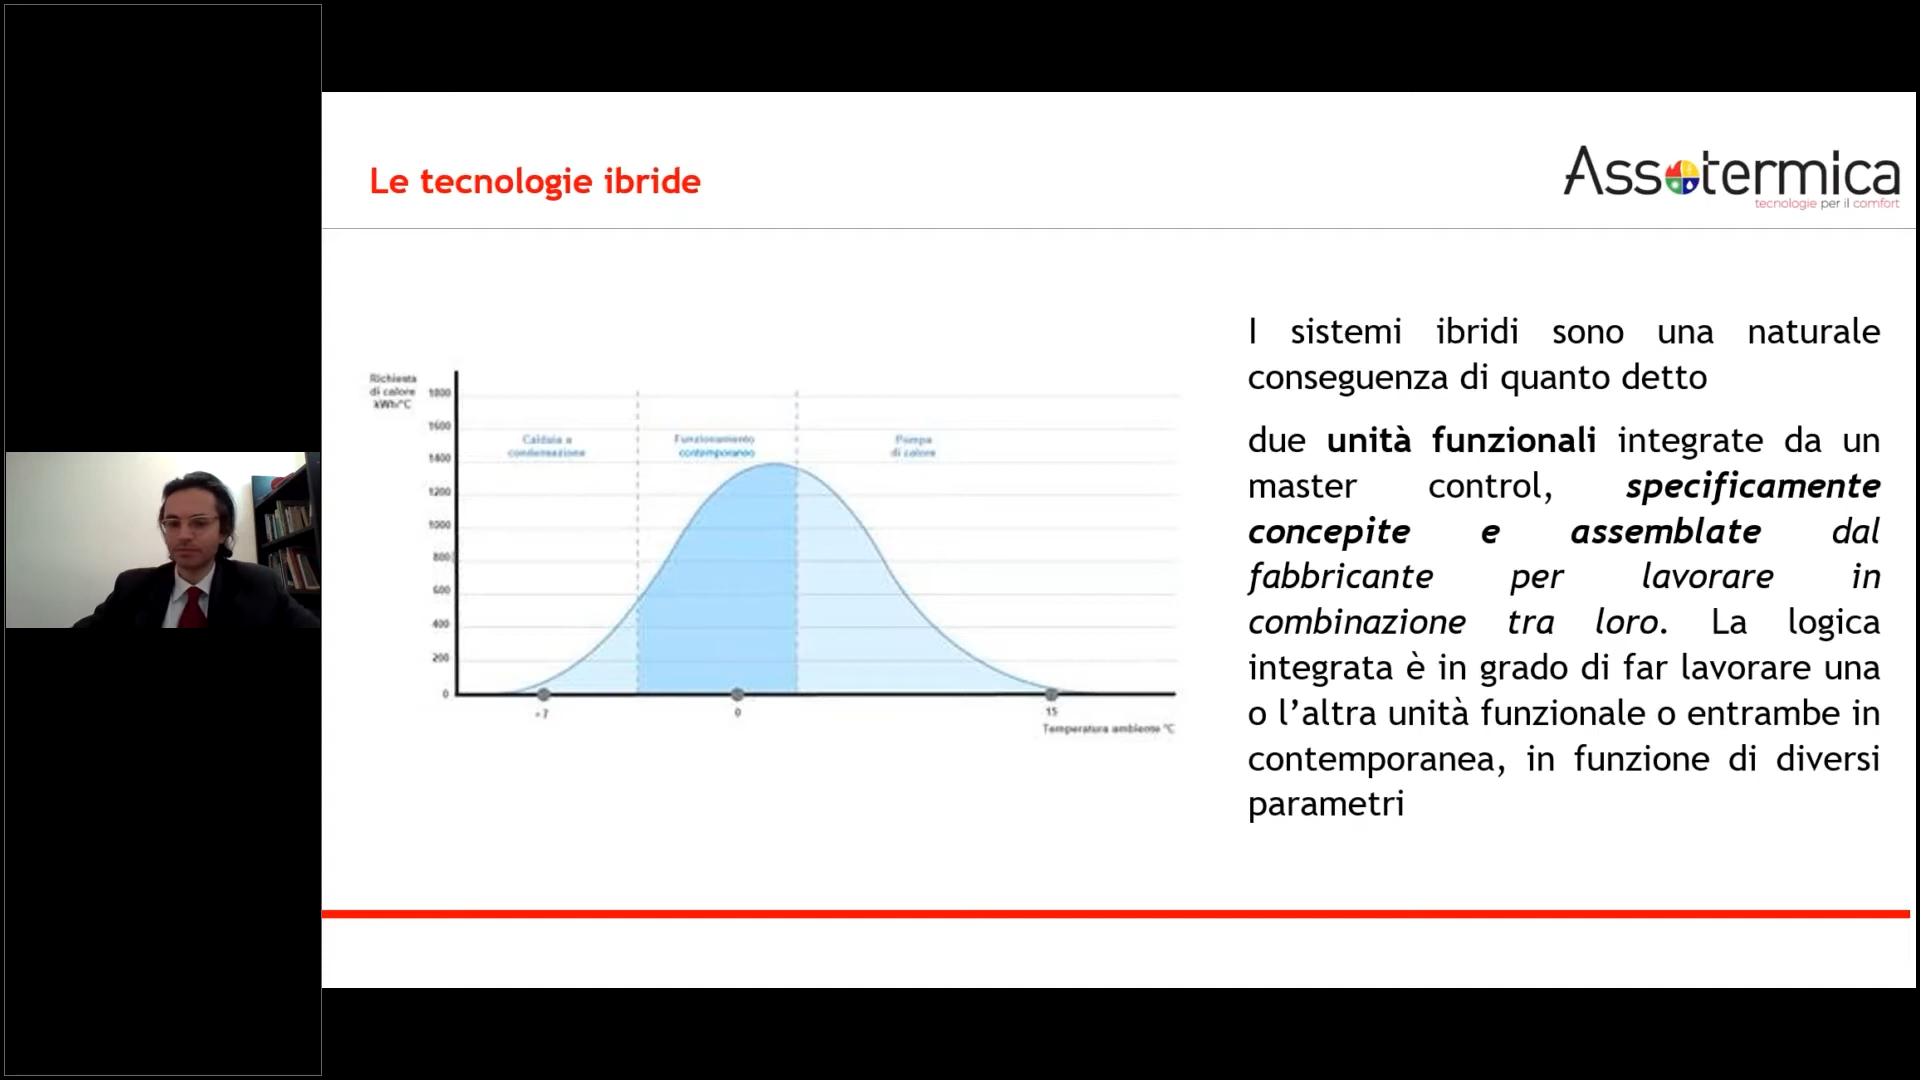 Le tecnologie ibride
Assotermica
tecnologie per il comfort
Richiesta
di calore
kWh/°C
1800
1600
1400
1200
1000
800
600
400
200
0
Caldaia a
condensazione
Funzionamento
contemporaneo
Pompa
di calore
-7
0
15
Temperatura ambiente °C
I sistemi ibridi sono una naturale
conseguenza di quanto detto
due unità funzionali integrate da un
master control, specificamente
concepite e assemblate dal
fabbricante per lavorare in
combinazione tra loro. La logica
integrata è in grado di far lavorare una
o l’altra unità funzionale o entrambe in
contemporanea, in funzione di diversi
parametri